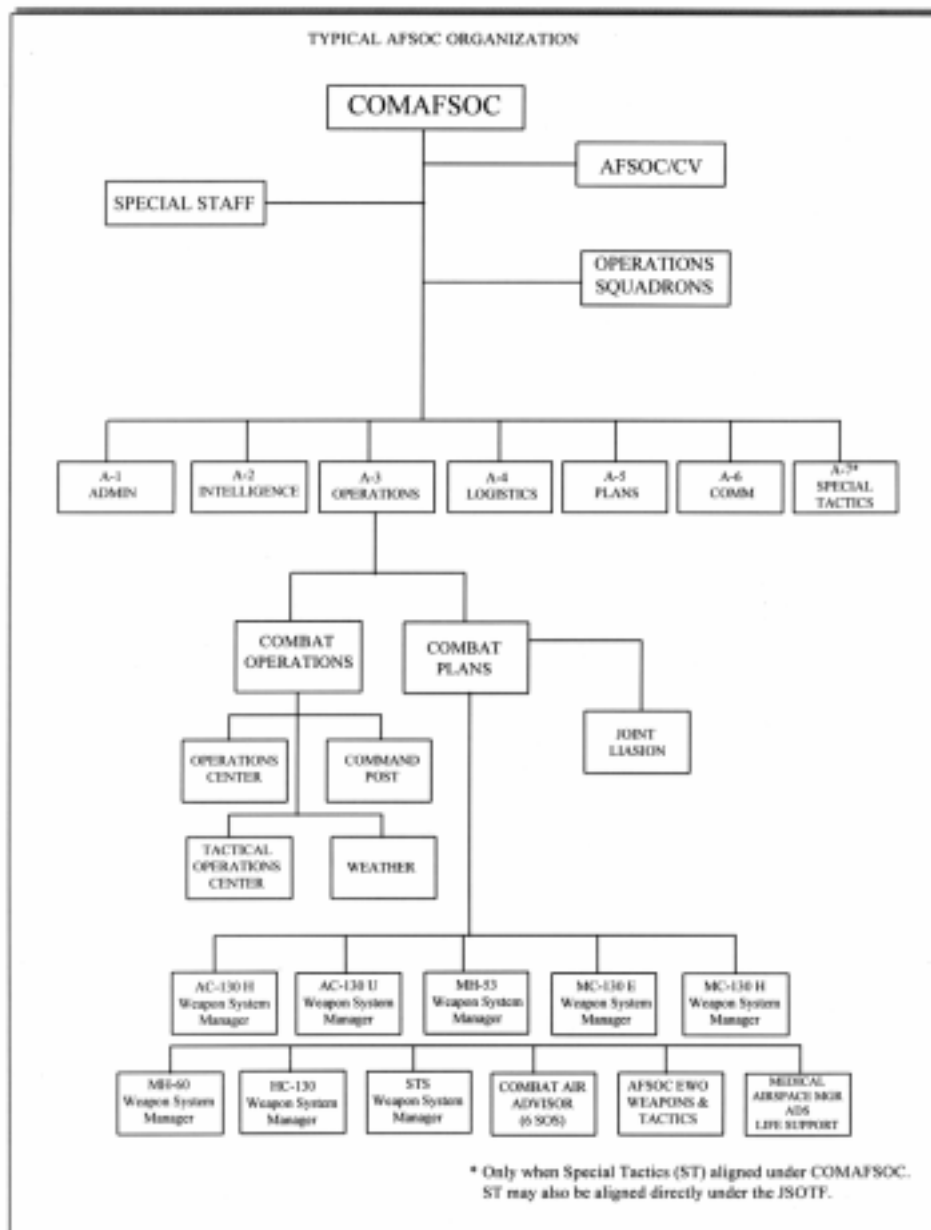 TYPICAL AFSOC ORGANIZATION
COMAFSOC
AFSOC/CV
SPECIAL STAFF
OPERATIONS
SQUADRONS
A-1
ADMIN
A-2
INTELLIGENCE
A-3
OPERATIONS
A-4
LOGISTICS
A-5
PLANS
A-6
COMM
A-7*
SPECIAL
TACTICS
COMBAT
OPERATIONS
COMBAT
PLANS
OPERATIONS
CENTER
COMMAND
POST
JOINT
LIASION
TACTICAL
OPERATIONS
CENTER
WEATHER
AC-130 H
Weapon System
Manager
AC-130 U
Weapon System
Manager
MH-53
Weapon System
Manager
MC-130 E
Weapon System
Manager
MC-130 H
Weapon System
Manager
MH-60
Weapon System
Manager
HC-130
Weapon System
Manager
STS
Weapon System
Manager
COMBAT AIR
ADVISOR
(6 SOS)
AFSOC EWO
WEAPONS &
TACTICS
MEDICAL
AIRSPACE MGR
ADS
LIFE SUPPORT
* Only when Special Tactics (ST) aligned under COMAFSOC.
ST may also be aligned directly under the JSOTF.